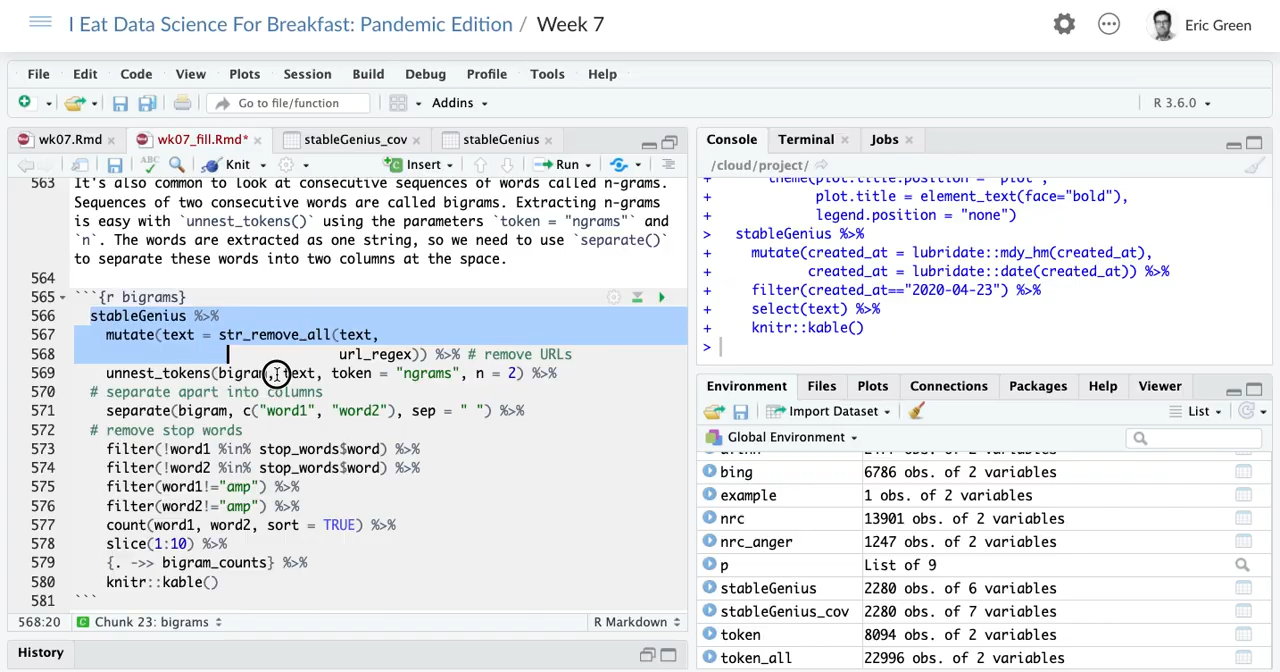 I Eat Data Science For Breakfast: Pandemic Edition / Week 7
Eric Green
File Edit Code View Plots Session Build Debug Profile Tools Help
Go to file/function Addins R 3.6.0
wk07.Rmd wk07_fill.Rmd* stableGenius_cov stableGenius
ABC Knit Insert Run
563 It's also common to look at consecutive sequences of words called n-grams.
Sequences of two consecutive words are called bigrams. Extracting n-grams
is easy with `unnest_tokens()` using the parameters `token = "ngrams"` and
`n`. The words are extracted as one string, so we need to use `separate()`
to separate these words into two columns at the space.
564
565 ```{r bigrams}
566 stableGenius %>%
567 mutate(text = str_remove_all(text,
568 url_regex)) %>% # remove URLs
569 unnest_tokens(bigram, text, token = "ngrams", n = 2) %>%
570 # separate apart into columns
571 separate(bigram, c("word1", "word2"), sep = " ") %>%
572 # remove stop words
573 filter(!word1 %in% stop_words$word) %>%
574 filter(!word2 %in% stop_words$word) %>%
575 filter(word1!="amp") %>%
576 filter(word2!="amp") %>%
577 count(word1, word2, sort = TRUE) %>%
578 slice(1:10) %>%
579 {. ->> bigram_counts} %>%
580 knitr::kable()
581 ```
568:20 Chunk 23: bigrams R Markdown
History
Console Terminal Jobs
/cloud/project/
+ theme(plot.title.position = "plot",
+ plot.title = element_text(face="bold"),
+ legend.position = "none")
> stableGenius %>%
+ mutate(created_at = lubridate::mdy_hm(created_at),
+ created_at = lubridate::date(created_at)) %>%
+ filter(created_at=="2020-04-23") %>%
+ select(text) %>%
+ knitr::kable()
>
Environment Files Plots Connections Packages Help Viewer
Import Dataset List
Global Environment
bing 6786 obs. of 2 variables
example 1 obs. of 2 variables
nrc 13901 obs. of 2 variables
nrc_anger 1247 obs. of 2 variables
p List of 9
stableGenius 2280 obs. of 6 variables
stableGenius_cov 2280 obs. of 7 variables
token 8094 obs. of 2 variables
token_all 22996 obs. of 2 variables